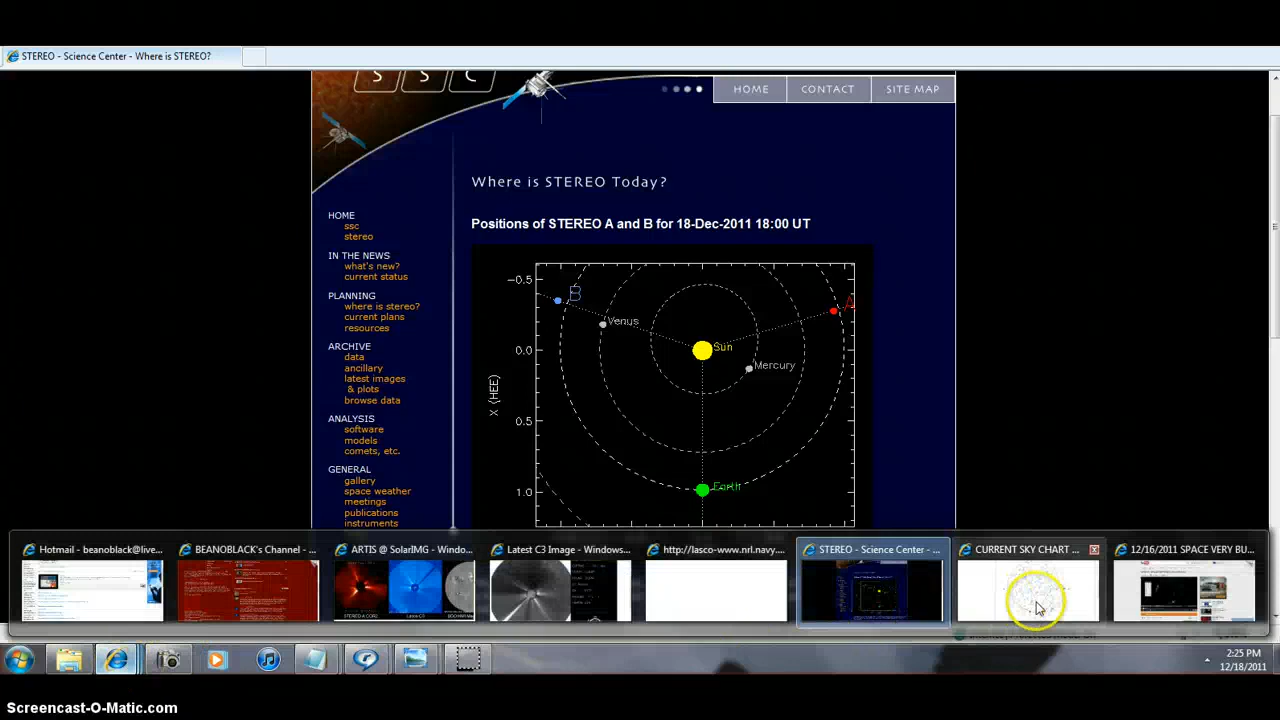 STEREO - Science Center - Where is STEREO?
S S C
HOME CONTACT SITE MAP
Where is STEREO Today?
Positions of STEREO A and B for 18-Dec-2011 18:00 UT
HOME
ssc
stereo
IN THE NEWS
what's new?
current status
PLANNING
where is stereo?
current plans
resources
ARCHIVE
data
ancillary
latest images
& plots
browse data
ANALYSIS
software
models
comets, etc.
GENERAL
gallery
space weather
meetings
publications
instruments
-0.5
B
A
Venus
0.0
Sun
Mercury
X (HEE)
0.5
Earth
1.0
Hotmail - beanoblack@live...
BEANOBLACK's Channel - ...
ARTIS @ SolarIMG - Windo...
Latest C3 Image - Windows...
http://lasco-www.nrl.navy....
STEREO - Science Center - ...
CURRENT SKY CHART ...
12/16/2011 SPACE VERY BU...
STEREO A COR2
2:25 PM
12/18/2011
Screencast-O-Matic.com